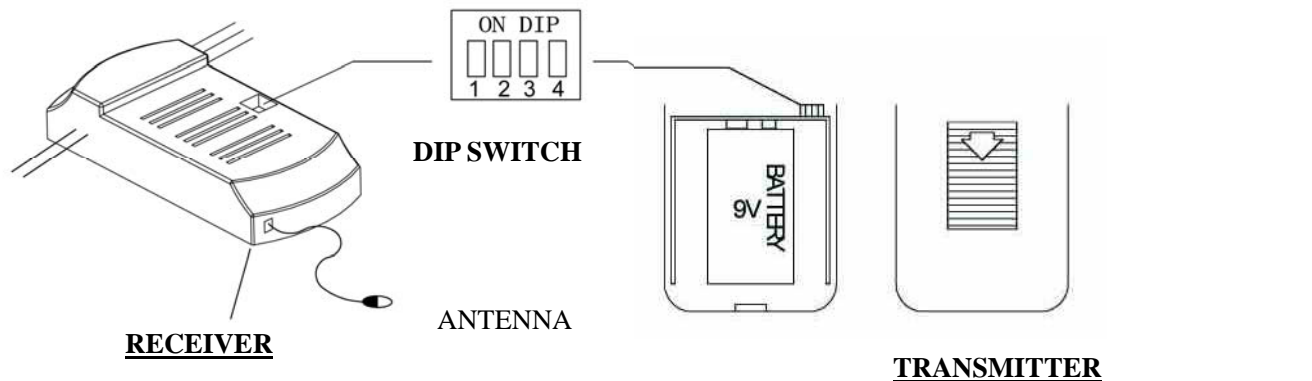 ON DIP
1 2 3 4
DIP SWITCH
9V
BATTERY
ANTENNA
RECEIVER
TRANSMITTER